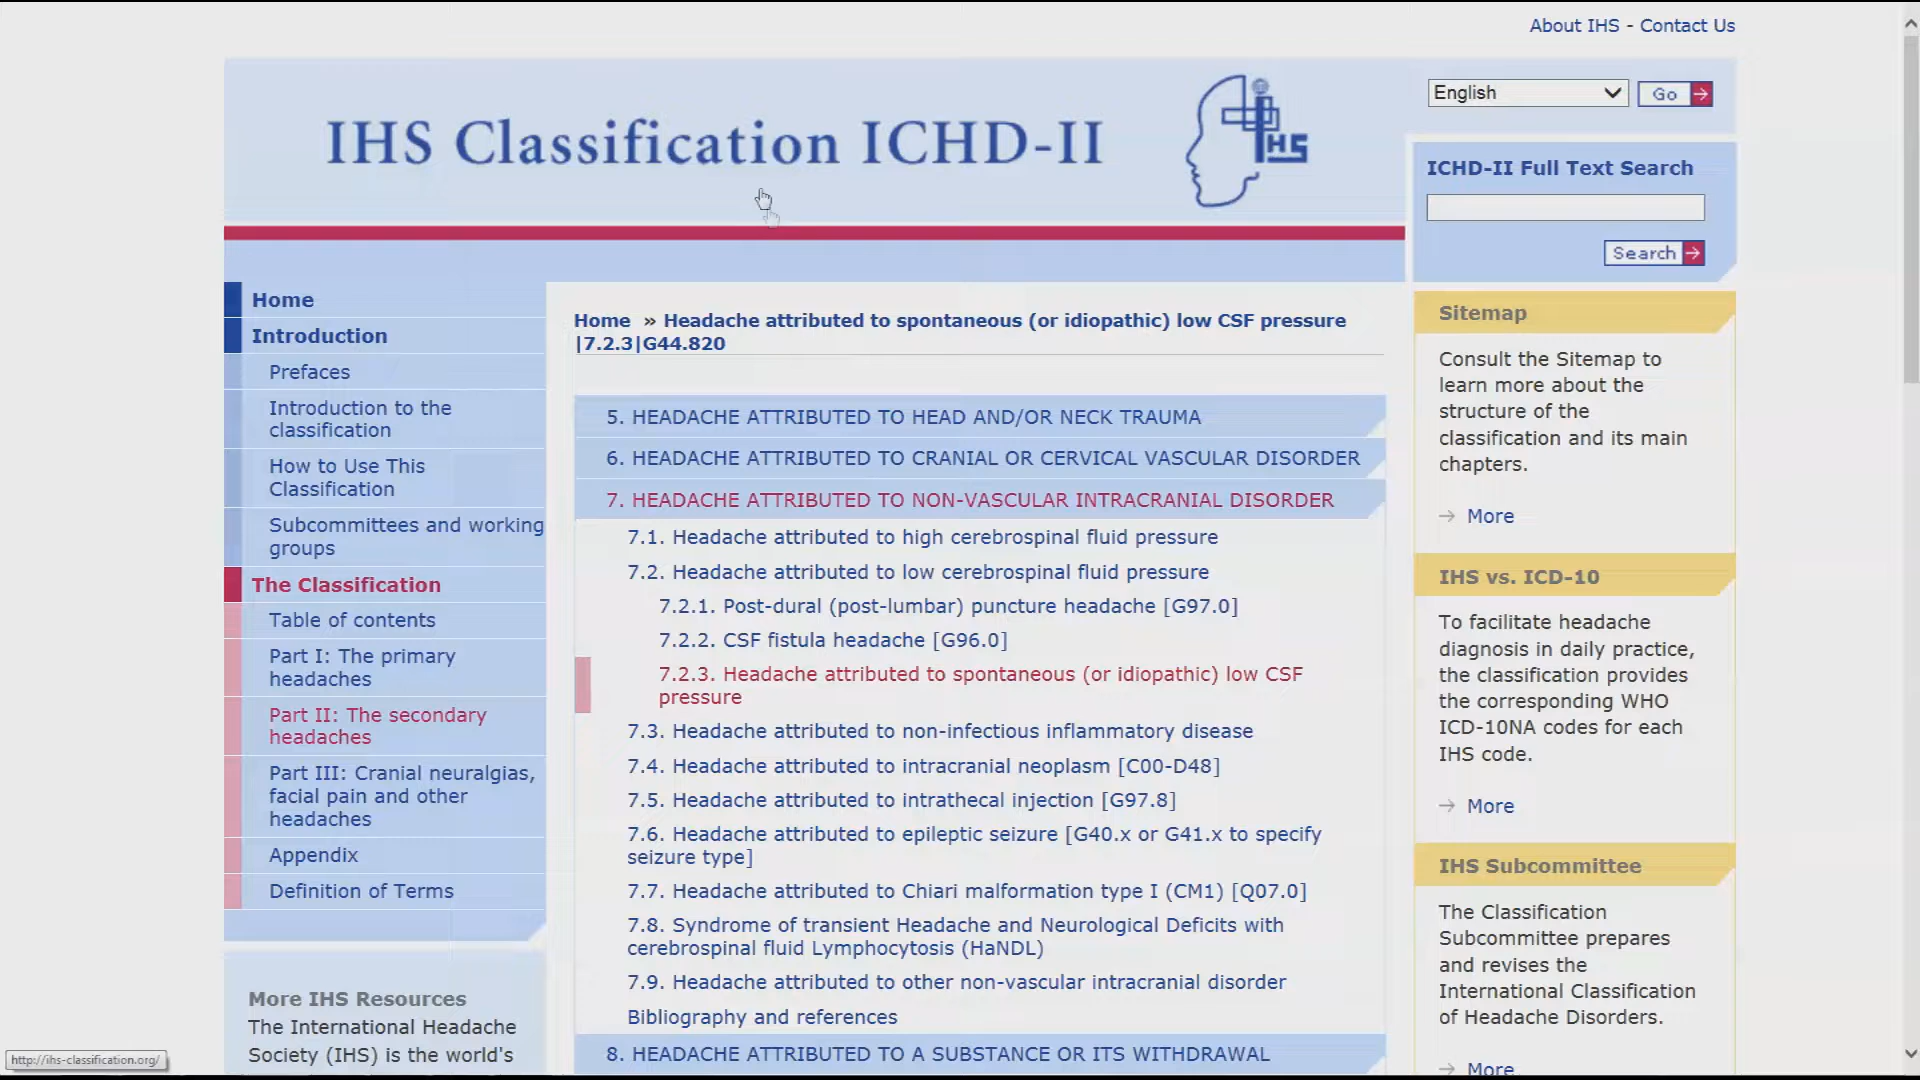 About IHS - Contact Us
IHS Classification ICHD-II
IHS
English
Go
ICHD-II Full Text Search
Search
Home
Introduction
Prefaces
Introduction to the
classification
How to Use This
Classification
Subcommittees and working
groups
The Classification
Table of contents
Part I: The primary
headaches
Part II: The secondary
headaches
Part III: Cranial neuralgias,
facial pain and other
headaches
Appendix
Definition of Terms
More IHS Resources
The International Headache
Society (IHS) is the world's
Home » Headache attributed to spontaneous (or idiopathic) low CSF pressure
|7.2.3|G44.820
5. HEADACHE ATTRIBUTED TO HEAD AND/OR NECK TRAUMA
6. HEADACHE ATTRIBUTED TO CRANIAL OR CERVICAL VASCULAR DISORDER
7. HEADACHE ATTRIBUTED TO NON-VASCULAR INTRACRANIAL DISORDER
7.1. Headache attributed to high cerebrospinal fluid pressure
7.2. Headache attributed to low cerebrospinal fluid pressure
7.2.1. Post-dural (post-lumbar) puncture headache [G97.0]
7.2.2. CSF fistula headache [G96.0]
7.2.3. Headache attributed to spontaneous (or idiopathic) low CSF
pressure
7.3. Headache attributed to non-infectious inflammatory disease
7.4. Headache attributed to intracranial neoplasm [C00-D48]
7.5. Headache attributed to intrathecal injection [G97.8]
7.6. Headache attributed to epileptic seizure [G40.x or G41.x to specify
seizure type]
7.7. Headache attributed to Chiari malformation type I (CM1) [Q07.0]
7.8. Syndrome of transient Headache and Neurological Deficits with
cerebrospinal fluid Lymphocytosis (HaNDL)
7.9. Headache attributed to other non-vascular intracranial disorder
Bibliography and references
8. HEADACHE ATTRIBUTED TO A SUBSTANCE OR ITS WITHDRAWAL
Sitemap
Consult the Sitemap to
learn more about the
structure of the
classification and its main
chapters.
More
IHS vs. ICD-10
To facilitate headache
diagnosis in daily practice,
the classification provides
the corresponding WHO
ICD-10NA codes for each
IHS code.
More
IHS Subcommittee
The Classification
Subcommittee prepares
and revises the
International Classification
of Headache Disorders.
More
http://ihs-classification.org/